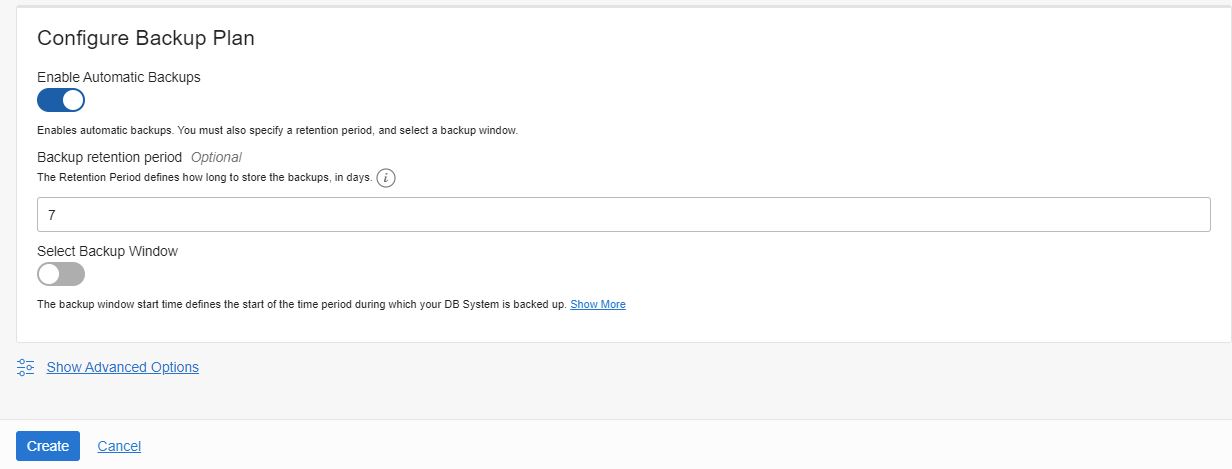 Configure Backup Plan
Enable Automatic Backups
Enables automatic backups. You must also specify a retention period, and select a backup window.
Backup retention period Optional
The Retention Period defines how long to store the backups, in days. i
7
Select Backup Window
The backup window start time defines the start of the time period during which your DB System is backed up. Show More
Show Advanced Options
Create Cancel